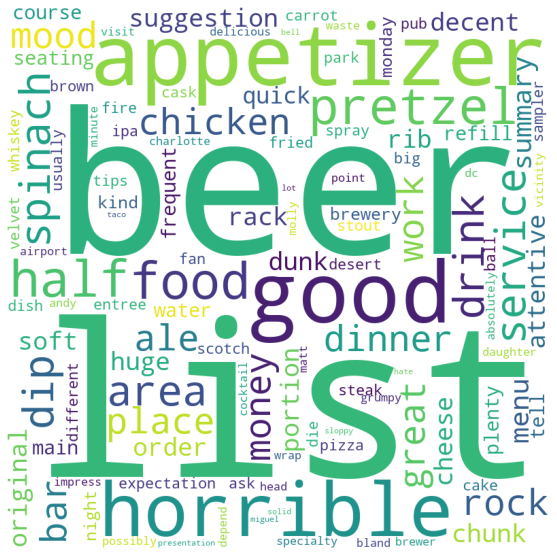 course
carrot
suggestion
delicious
visit
bell
waste
monday
pub
decent
mood
seating
appetizer
park
brown
fire
cask
quick
pretzel
whiskey
usually
spinach
ipa
minute
charlotte
chicken
fried
spray
rib
refill
summary
sampler
beer
velvet
tips
kind
frequent
lot
point
big
dc
vicinity
airport
taco
rack
molly
brewery
stout
work
drink
service
attentive
ball
absolutely
half
food
fan
dunk
desert
good
dish
andy
entree
water
soft
ale
scotch
dinner
daughter
list
huge
dip
area
money
matt
hate
steak
grumpy
portion
great
cheese
plenty
menu
tell
different
main
place
order
cocktail
die
sloppy
pizza
original
bar
night
impress
expectation
ask
head
wrap
cake
rock
horrible
possibly
depend
miguel
solid
presentation
specialty
bland
brewer
chunk